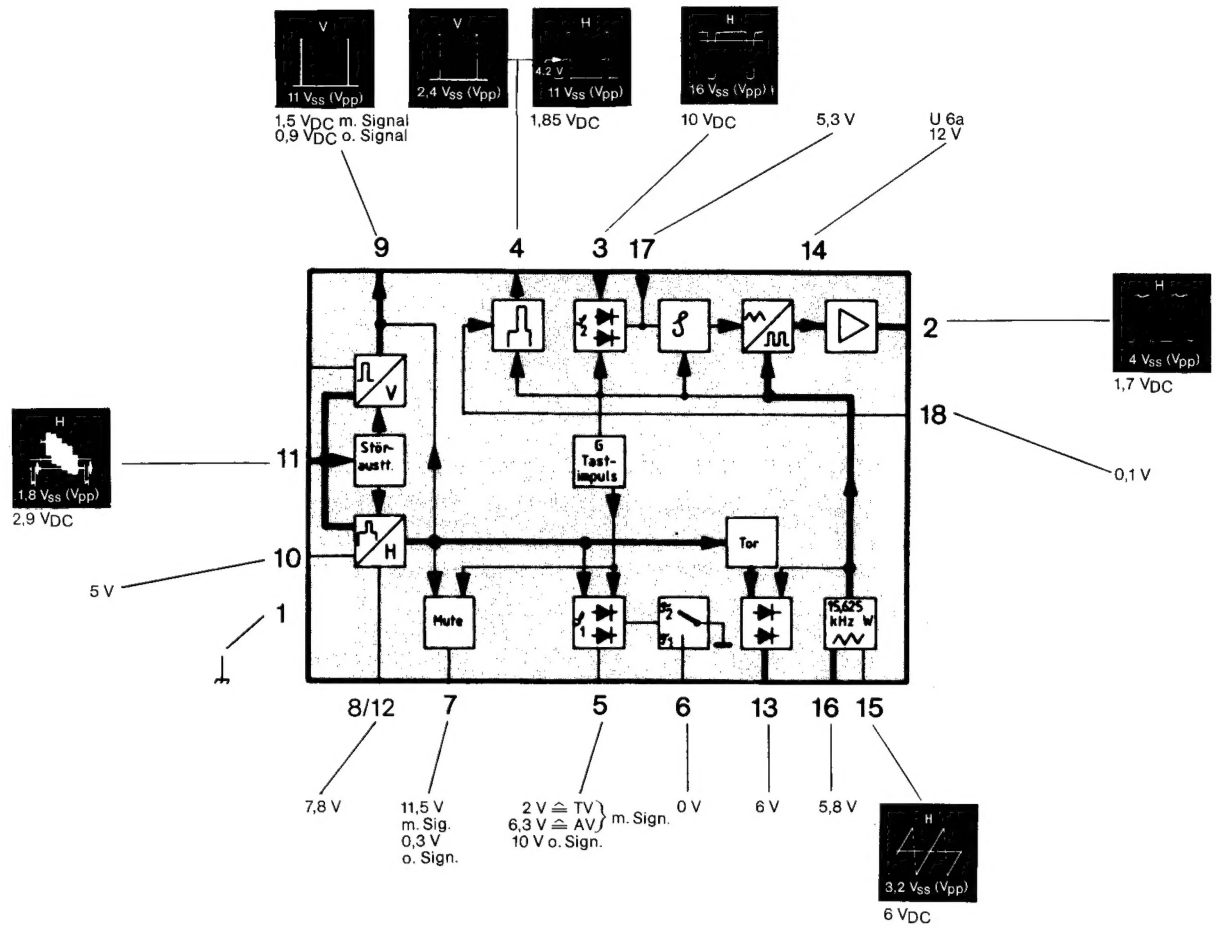 V
11 Vss (Vpp)
1,5 VDC m. Signal
0,9 VDC o. Signal
V
2,4 Vss (Vpp)
H
4.2 V
11 Vss (Vpp)
1,85 VDC
H
16 Vss (Vpp)
10 VDC
5,3 V
U 6a
12 V
9
4
3
17
14
2
H
4 Vss (Vpp)
1,7 VDC
18
0,1 V
V
Stör-
austt.
H
G
Tast-
impuls
2
Tor
Mute
1
2
1
15,625
kHz W
H
1,8 Vss (Vpp)
2,9 VDC
11
10
5 V
1
8/12
7
5
6
13
16
15
7,8 V
11,5 V
m. Sig.
0,3 V
o. Sign.
2 V ≙ TV
6,3 V ≙ AV } m. Sign.
10 V o. Sign.
0 V
6 V
5,8 V
H
3,2 Vss (Vpp)
6 VDC